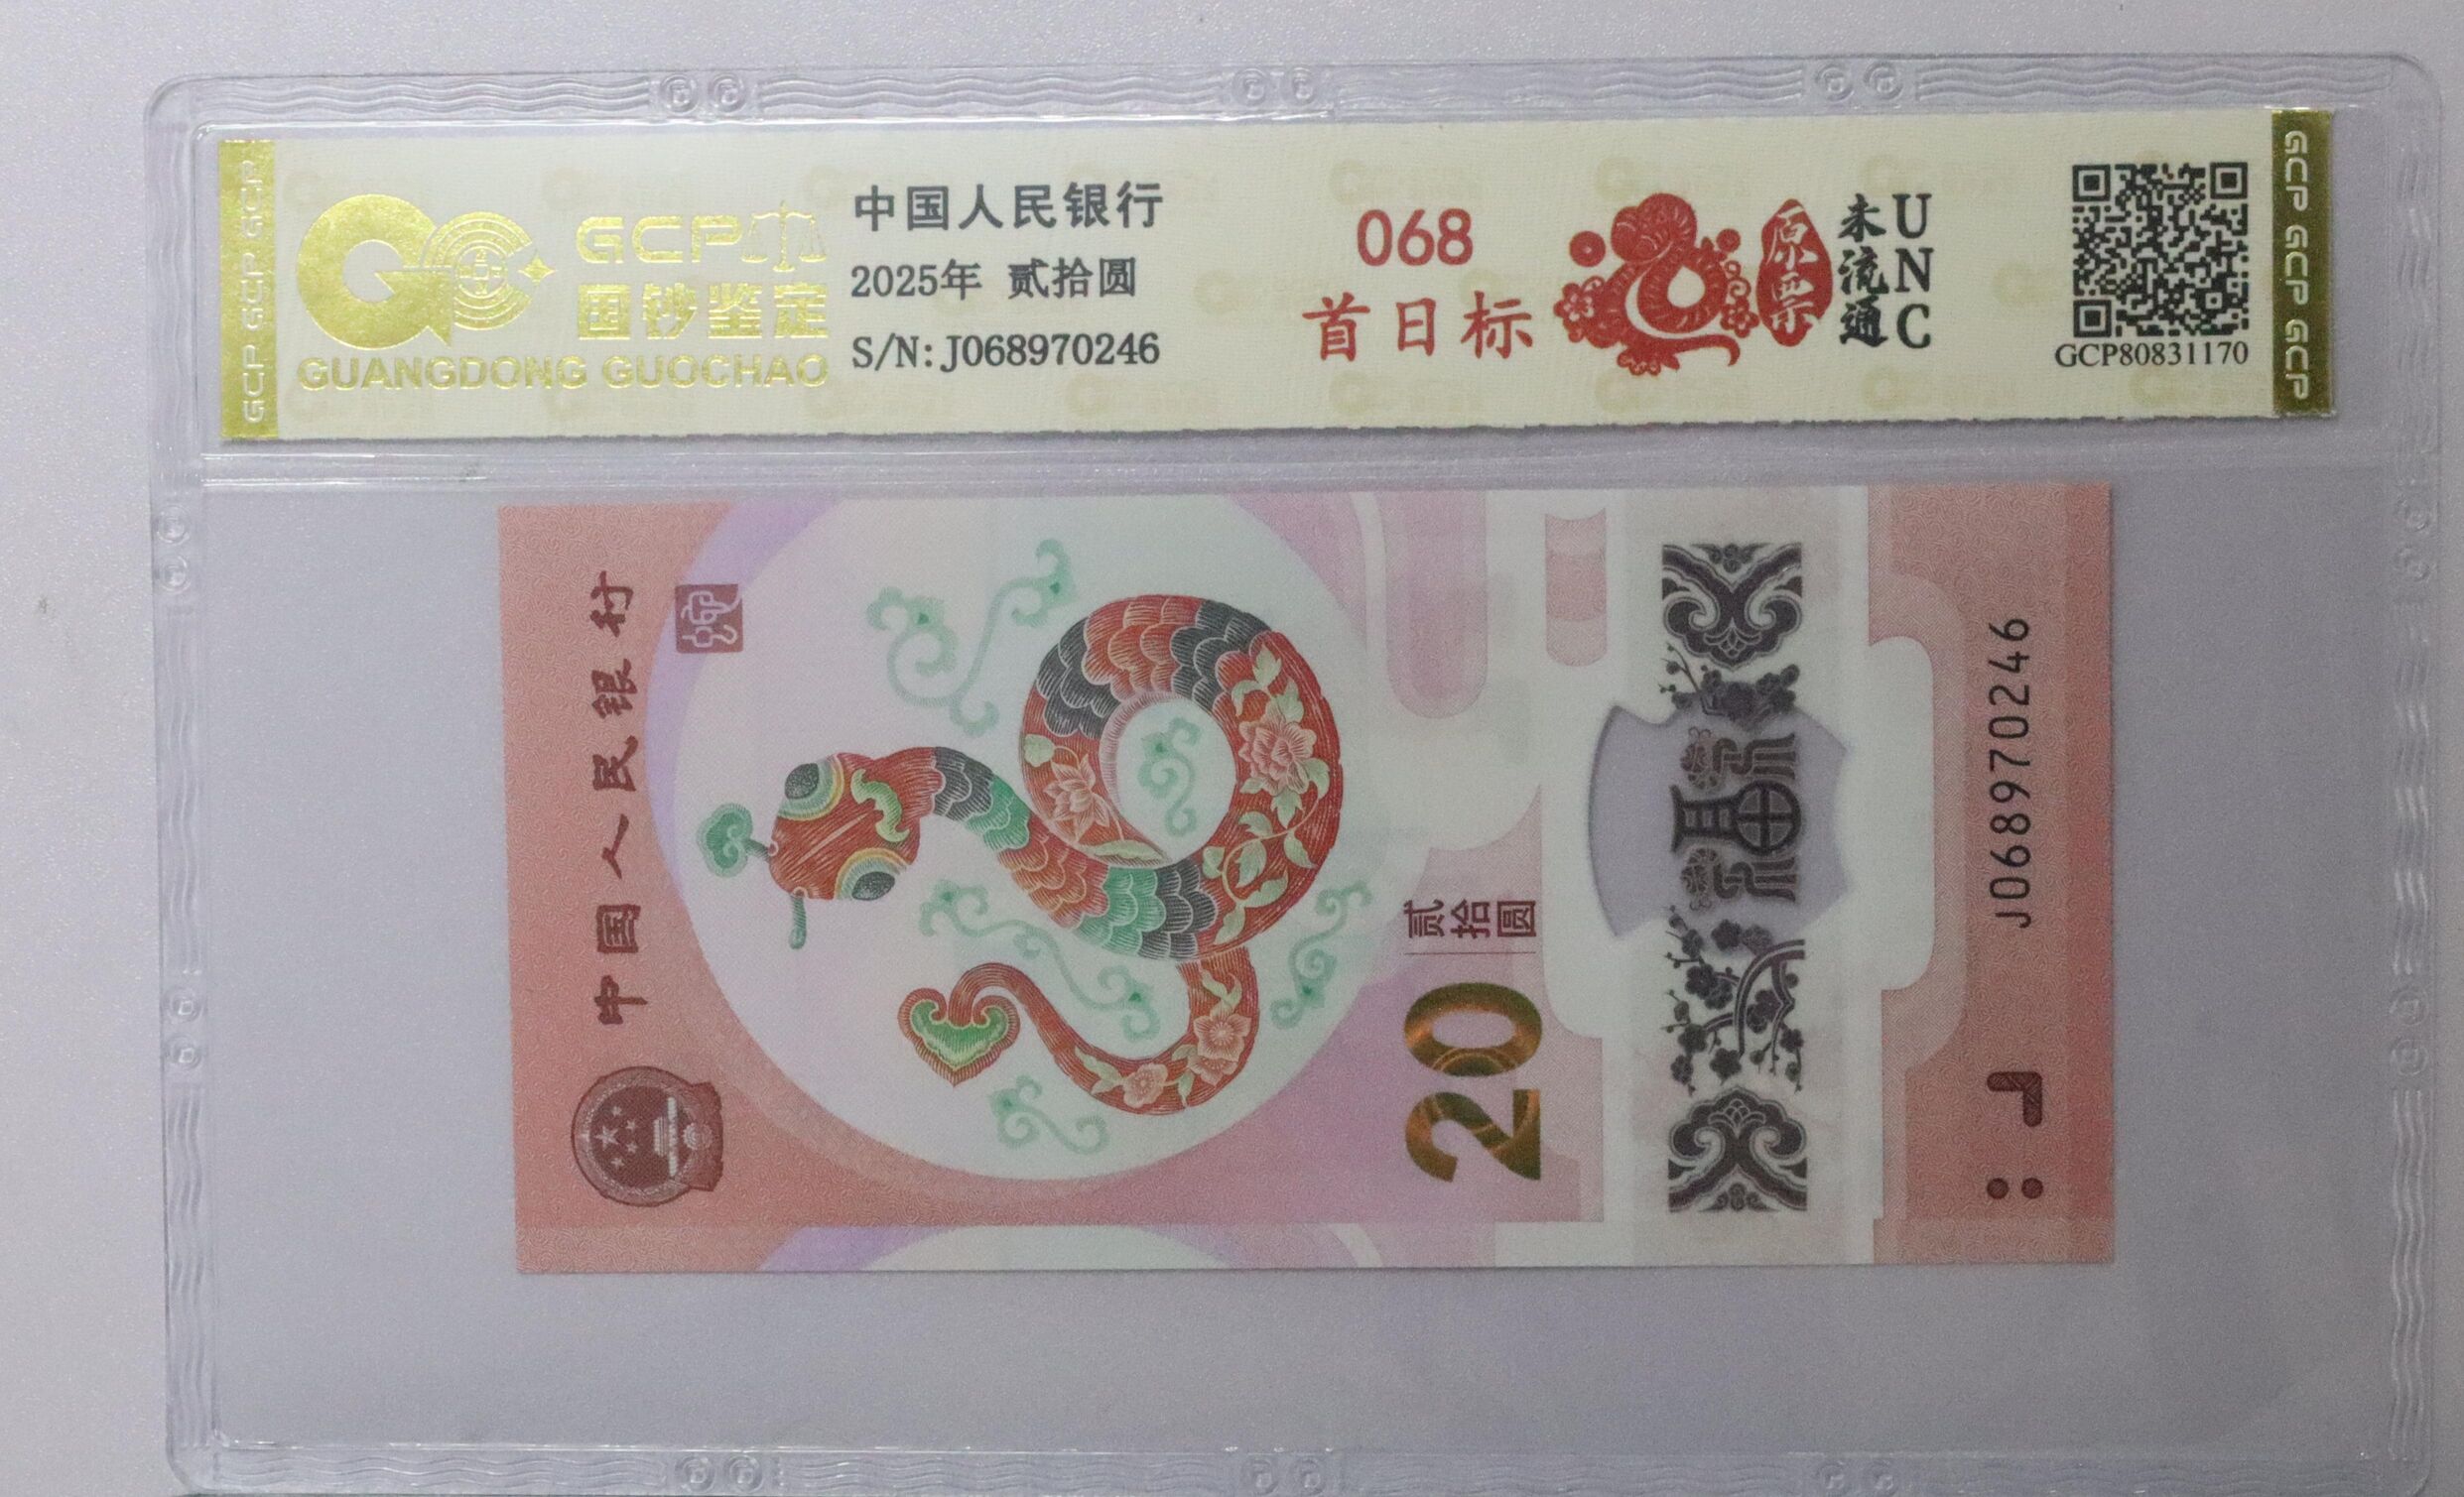 GCP GCP GCP
GCP
国钞鉴定
GUANGDONG GUOCHAO
中国人民银行
2025年 贰拾圆
S/N:J068970246
068
首日标
原票
未流通
UNC
GCP80831170
GCP GCP GCP
中国人民银行
蛇
贰拾圆
20
福
J068970246